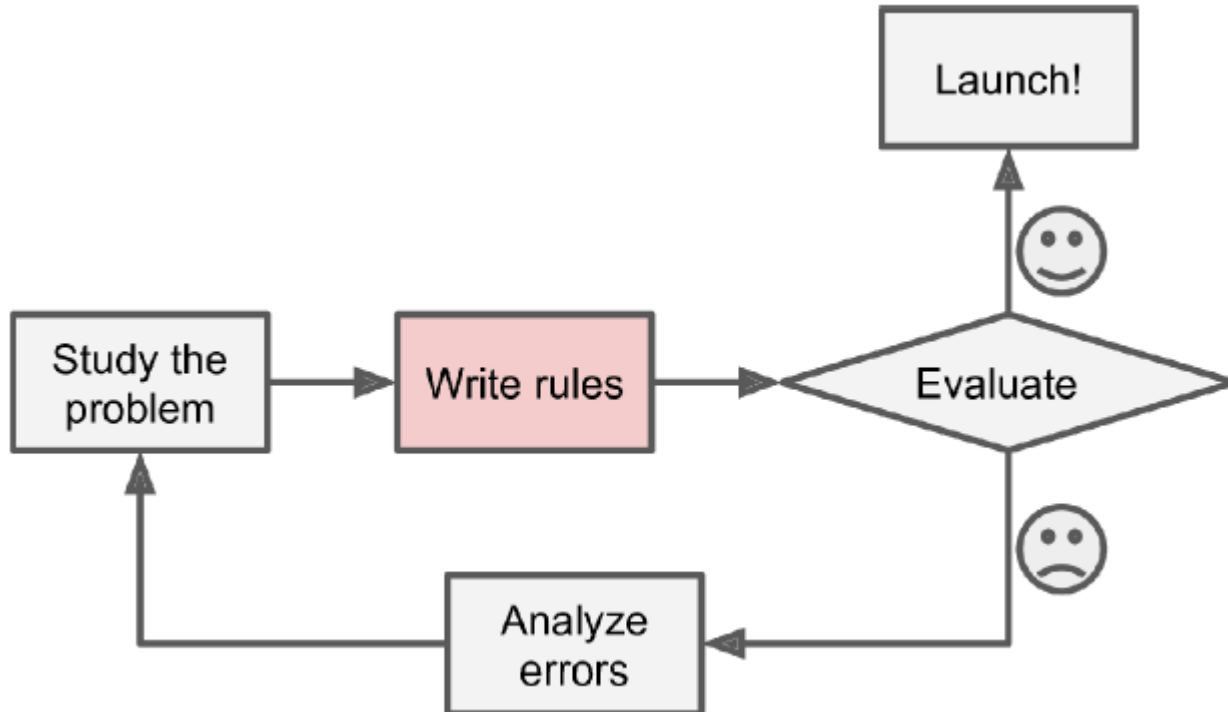 Launch!
Study the
problem
Write rules
Evaluate
Analyze
errors